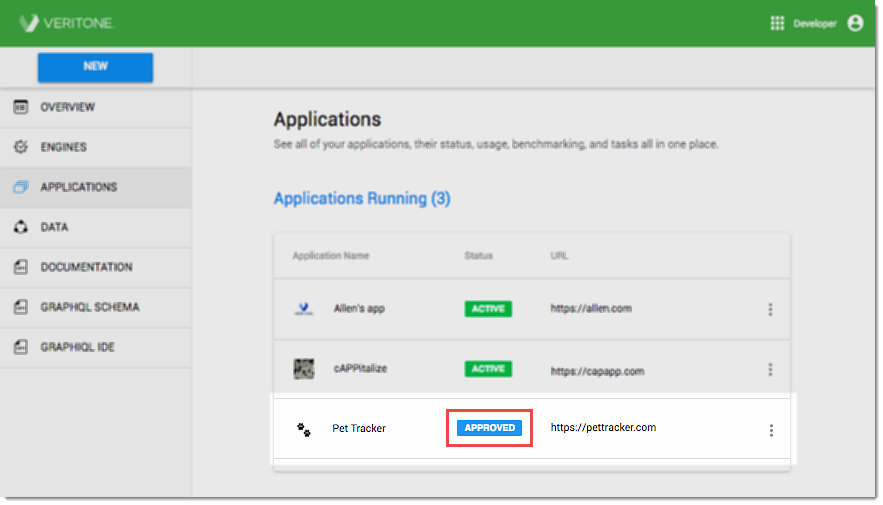 VERITONE
Developer
NEW
OVERVIEW
ENGINES
APPLICATIONS
DATA
DOCUMENTATION
GRAPHQL SCHEMA
GRAPHIQL IDE
Applications
See all of your applications, their status, usage, benchmarking, and tasks all in one place.
Applications Running (3)
Application Name Status URL
Allen's app ACTIVE https://allen.com
cAPPitalize ACTIVE https://capapp.com
Pet Tracker APPROVED https://pettracker.com